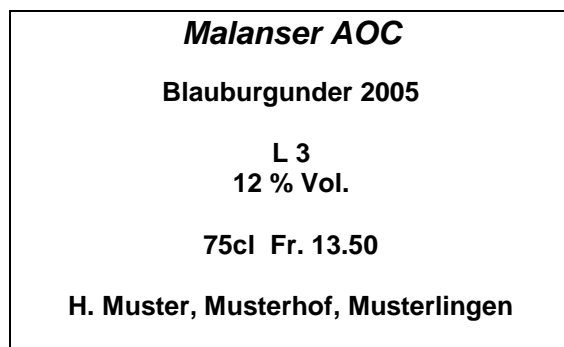 Malanser AOC
Blauburgunder 2005
L 3
12 % Vol.
75cl Fr. 13.50
H. Muster, Musterhof, Musterlingen